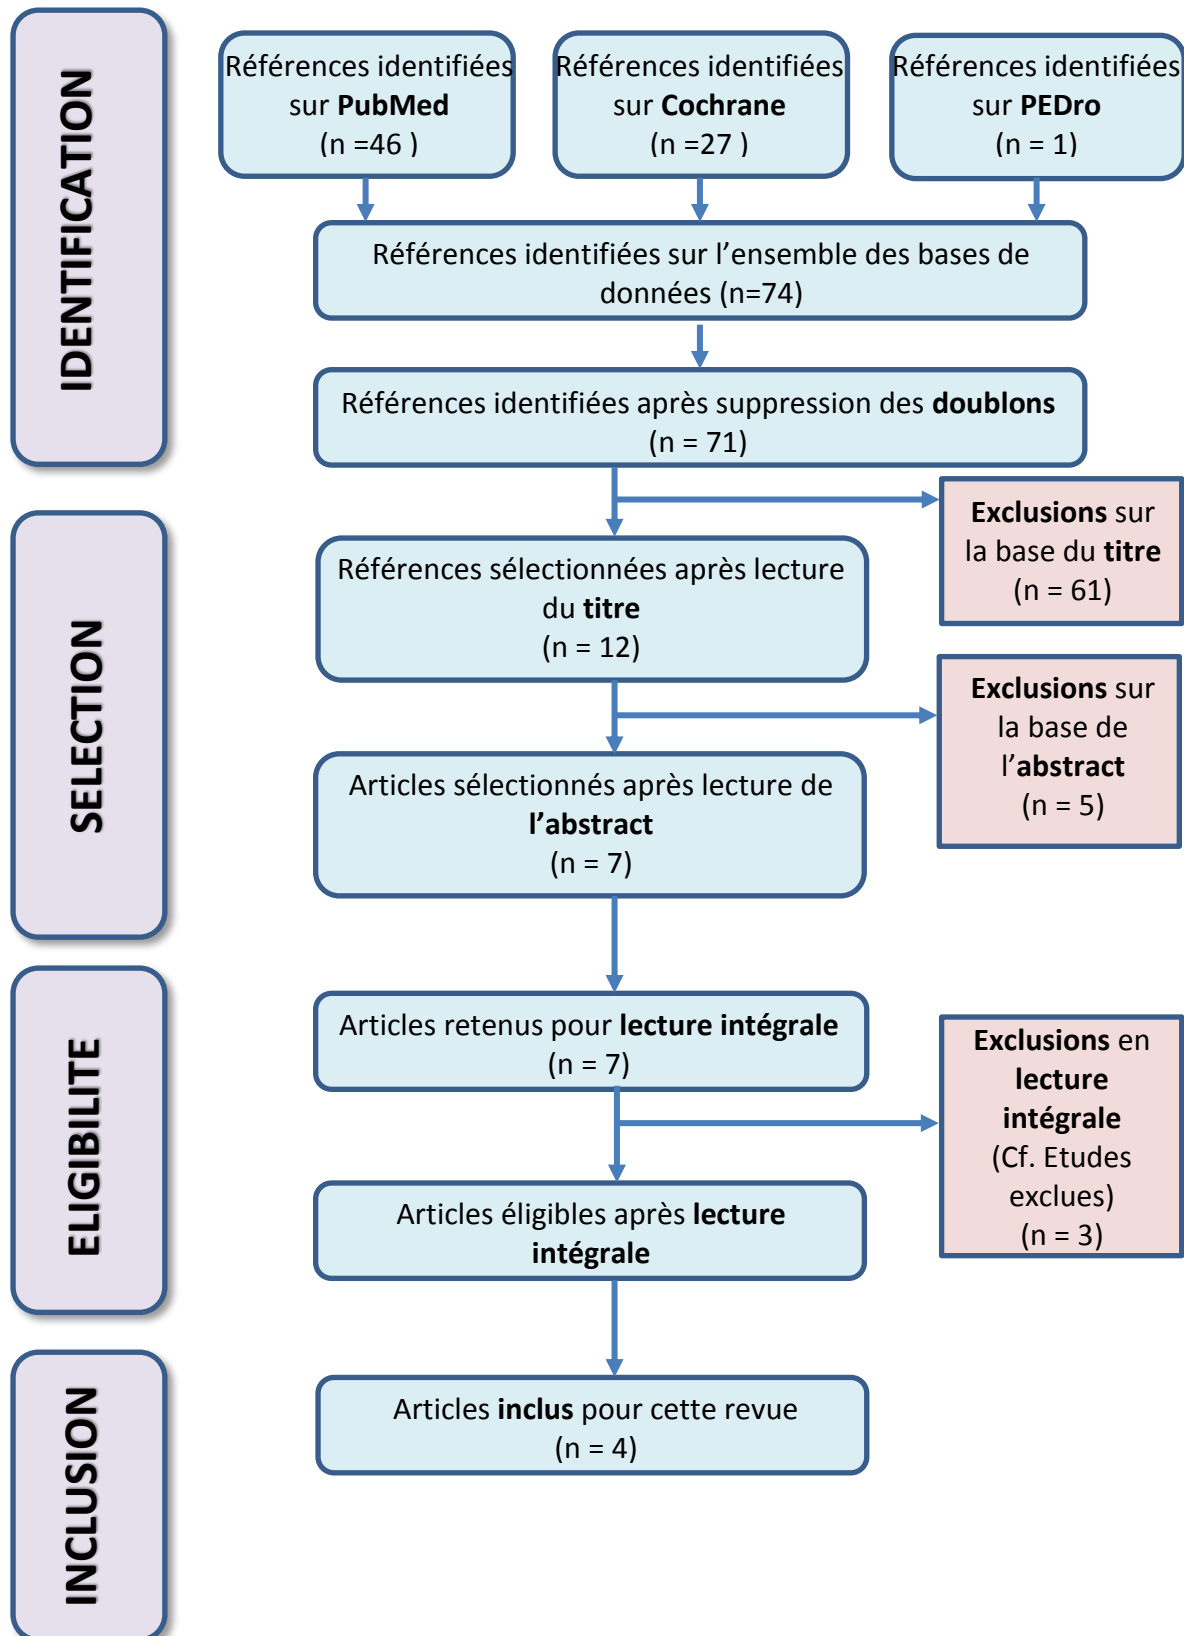 IDENTIFICATION
Références identifiées
sur PubMed
(n =46 )
Références identifiées
sur Cochrane
(n =27 )
Références identifiées
sur PEDro
(n = 1)
Références identifiées sur l’ensemble des bases de
données (n=74)
Références identifiées après suppression des doublons
(n = 71)
SELECTION
Exclusions sur
la base du titre
(n = 61)
Références sélectionnées après lecture
du titre
(n = 12)
Exclusions sur
la base de
l’abstract
(n = 5)
Articles sélectionnés après lecture de
l’abstract
(n = 7)
ELIGIBILITE
Articles retenus pour lecture intégrale
(n = 7)
Exclusions en
lecture
intégrale
(Cf. Etudes
exclues)
(n = 3)
Articles éligibles après lecture
intégrale
INCLUSION
Articles inclus pour cette revue
(n = 4)